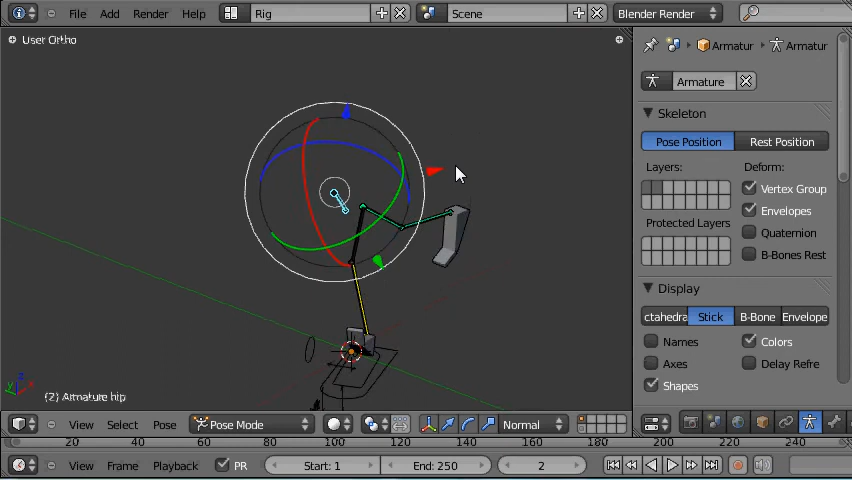 File Add Render Help Rig Scene Blender Render
User Ortho
Armatur Armatur
Armature
Skeleton
Pose Position Rest Position
Layers: Deform:
Vertex Group
Envelopes
Protected Layers Quaternion
B-Bones Rest
Display
ctahedra Stick B-Bone Envelope
Names Colors
Axes Delay Refre
Shapes
y x
(2) Armature hip
View Select Pose Pose Mode Normal
20 40 60 80 100 120 140 160 180 200 220 240
View Frame Playback PR Start: 1 End: 250 2